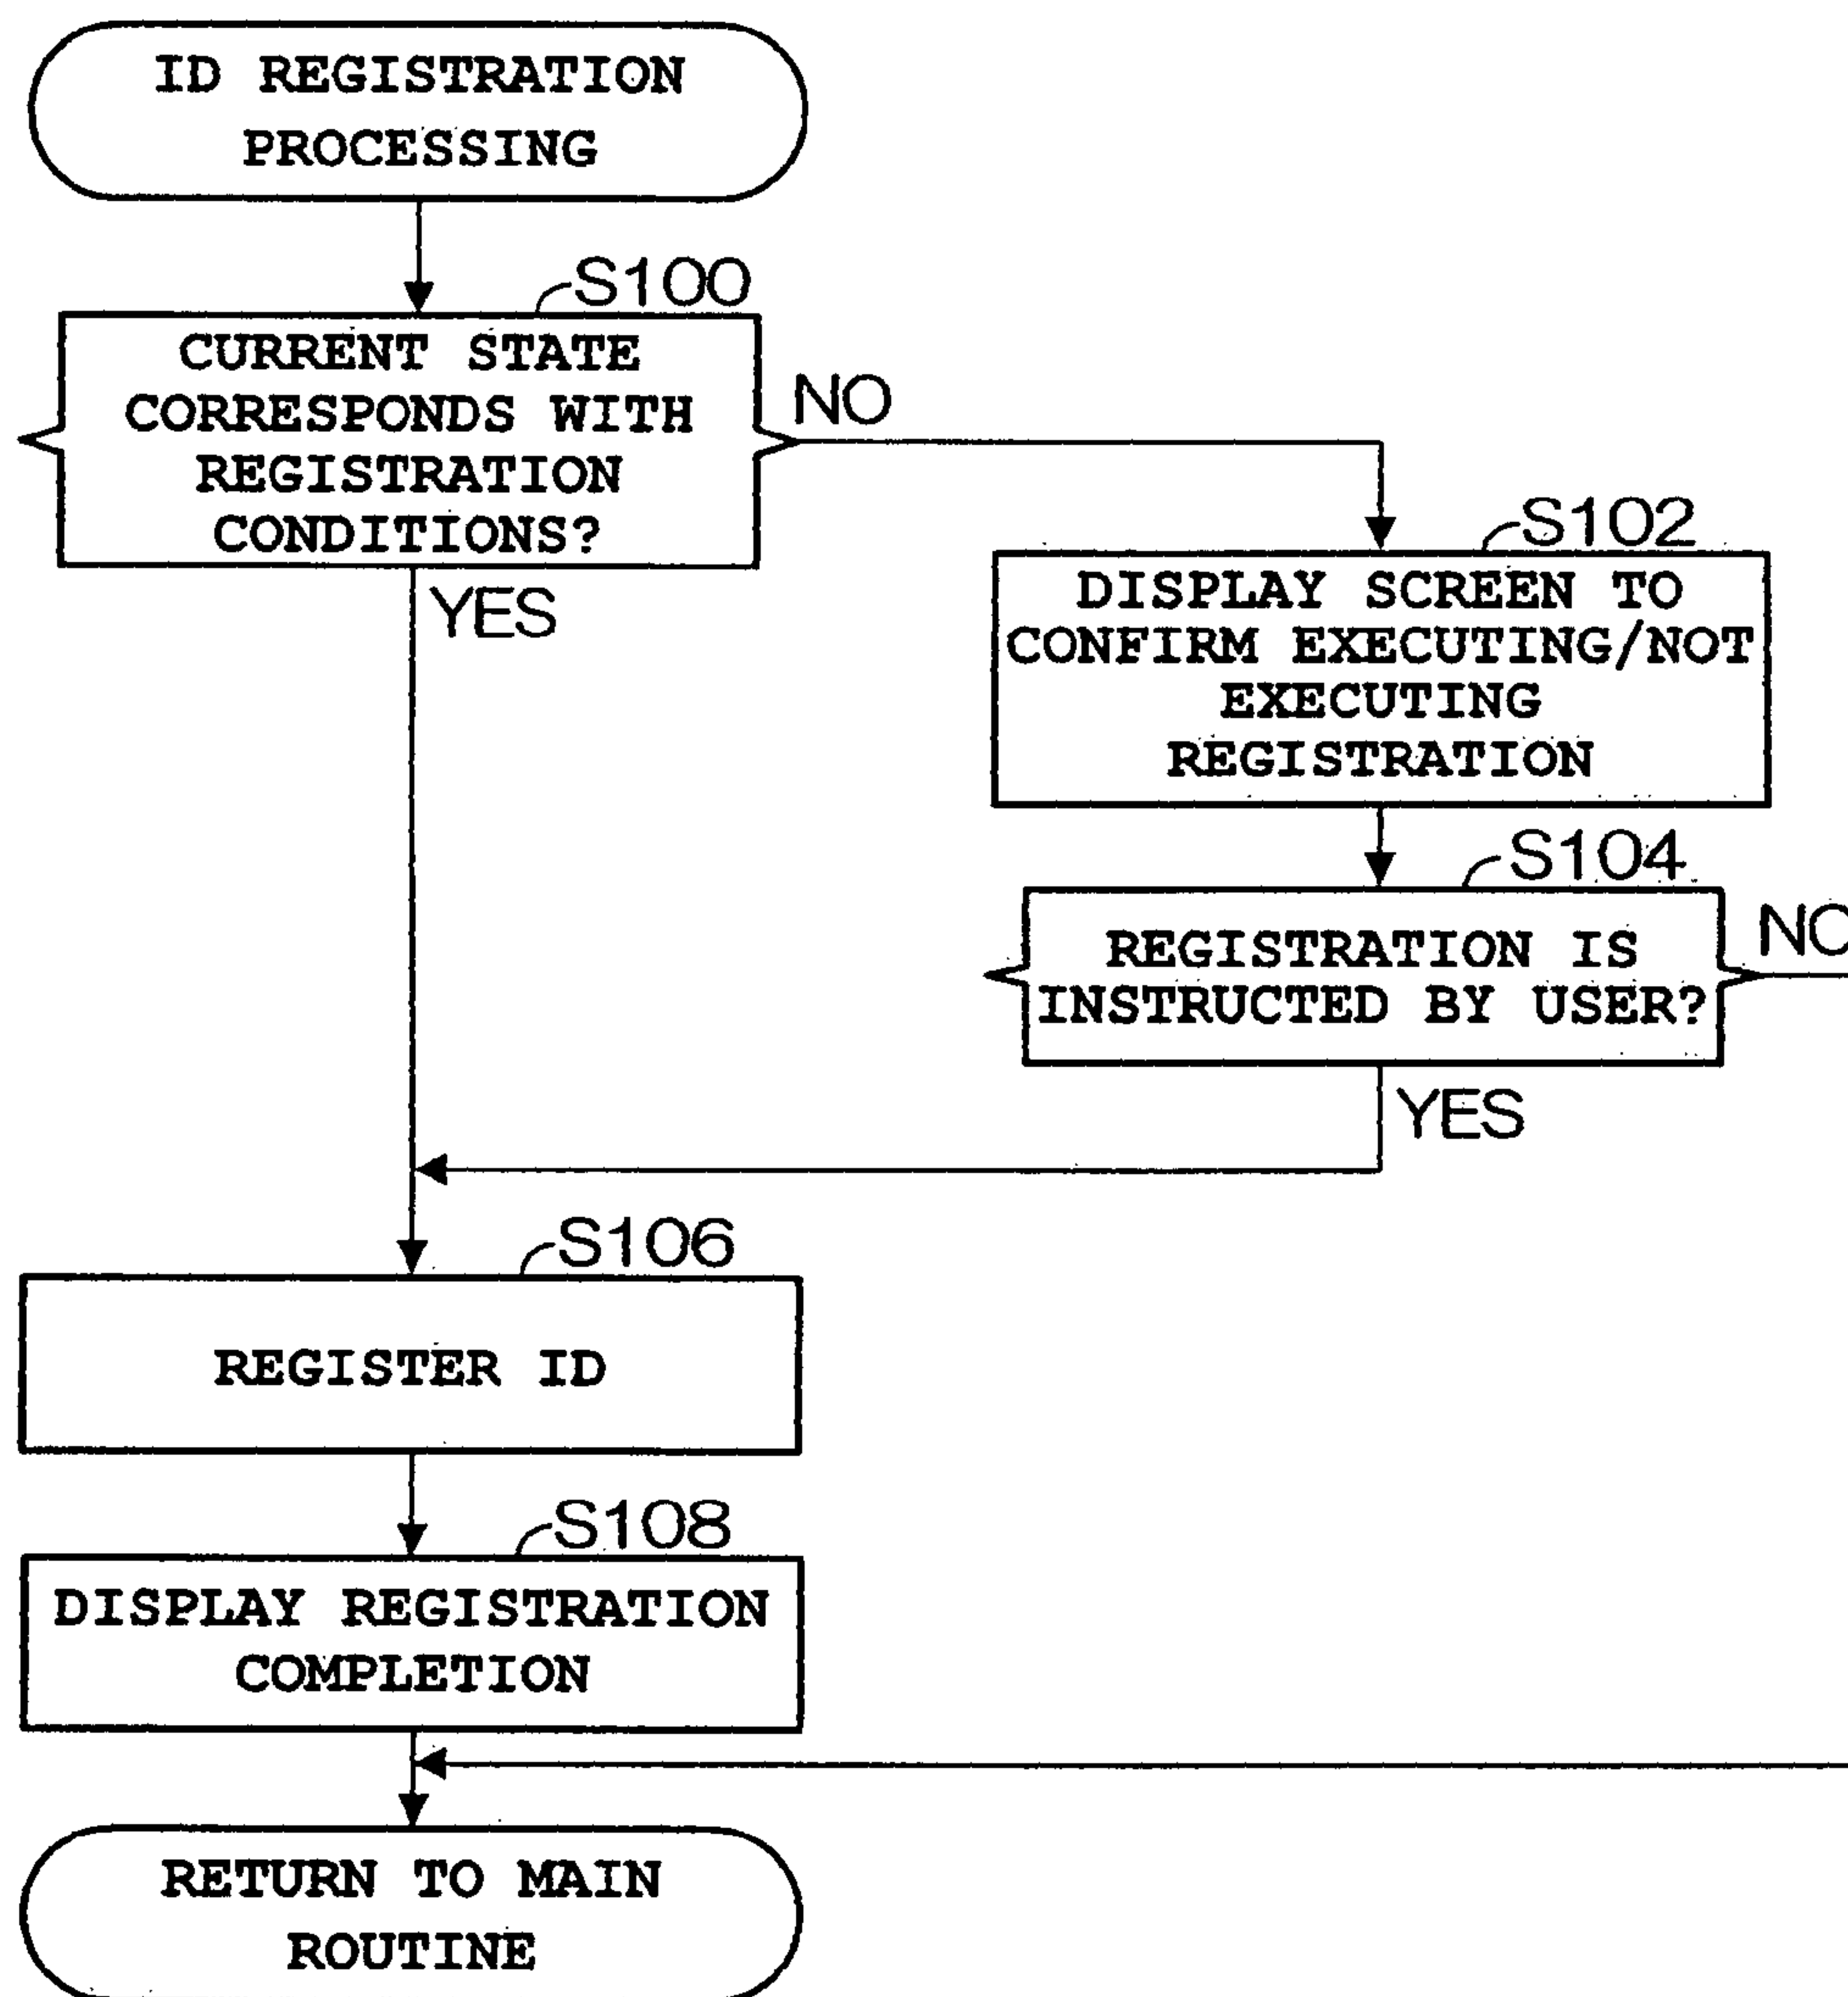 ID REGISTRATION
PROCESSING
S100
CURRENT STATE
CORRESPONDS WITH
REGISTRATION
CONDITIONS?
NO
YES
S102
DISPLAY SCREEN TO
CONFIRM EXECUTING/NOT
EXECUTING
REGISTRATION
S104
REGISTRATION IS
INSTRUCTED BY USER?
NO
YES
S106
REGISTER ID
S108
DISPLAY REGISTRATION
COMPLETION
RETURN TO MAIN
ROUTINE